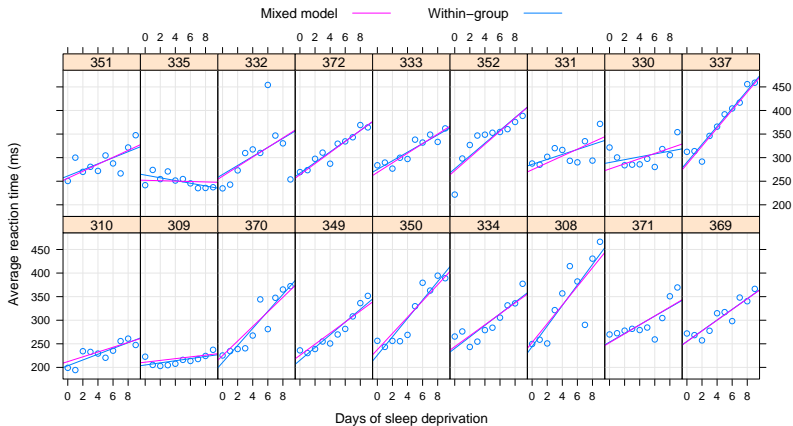 Mixed model Within−group
0 2 4 6 8 0 2 4 6 8 0 2 4 6 8 0 2 4 6 8
351 335 332 372 333 352 331 330 337
450
400
350
300
250
200
310 309 370 349 350 334 308 371 369
450
400
350
300
250
200
0 2 4 6 8 0 2 4 6 8 0 2 4 6 8 0 2 4 6 8 0 2 4 6 8
Average reaction time (ms)
Days of sleep deprivation